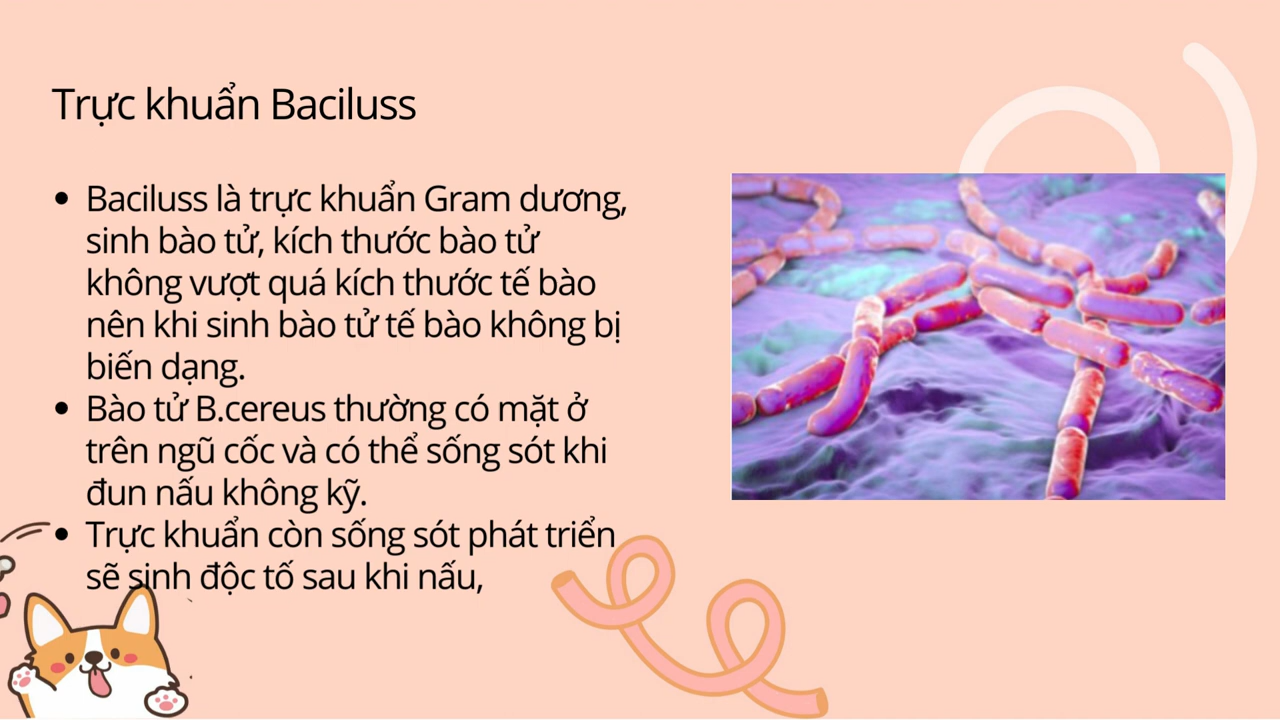 Trực khuẩn Baciluss
• Baciluss là trực khuẩn Gram dương,
sinh bào tử, kích thước bào tử
không vượt quá kích thước tế bào
nên khi sinh bào tử tế bào không bị
biến dạng.
• Bào tử B.cereus thường có mặt ở
trên ngũ cốc và có thể sống sót khi
đun nấu không kỹ.
• Trực khuẩn còn sống sót phát triển
sẽ sinh độc tố sau khi nấu,